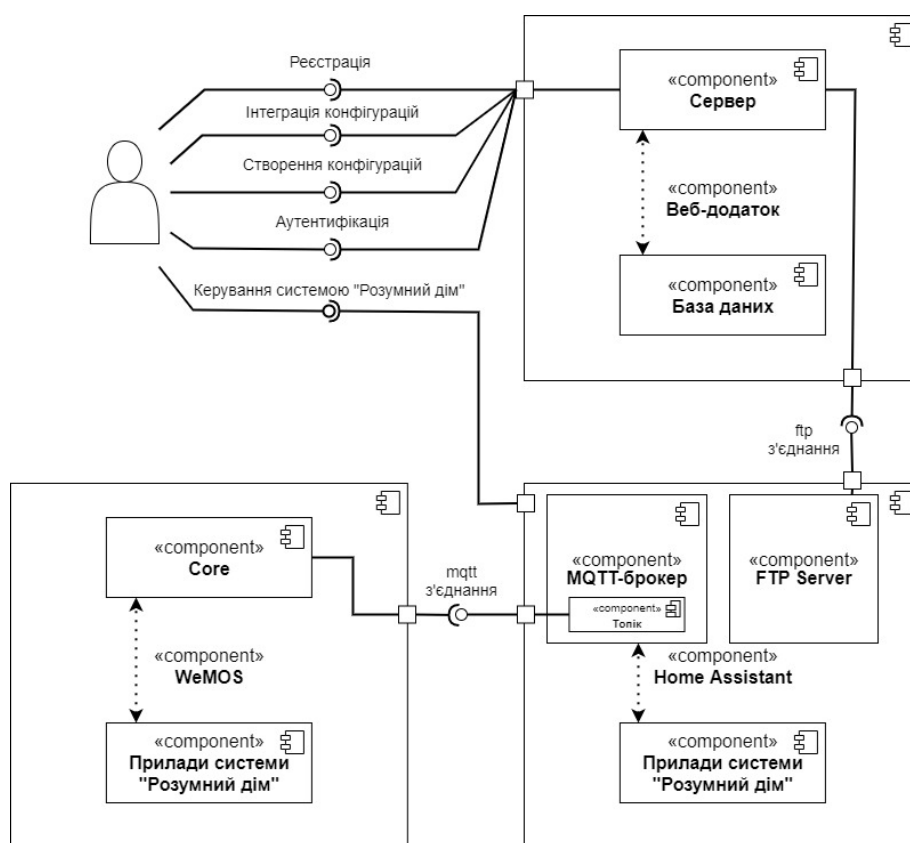 Реєстрація
Інтеграція конфігурацій
Створення конфігурацій
Аутентифікація
Керування системою "Розумний дім"
«component»
Сервер
«component»
Веб-додаток
«component»
База даних
ftp
з'єднання
«component»
Core
«component»
WeMOS
«component»
Прилади системи
"Розумний дім"
mqtt
з'єднання
«component»
MQTT-брокер
«component»
Топік
«component»
FTP Server
«component»
Home Assistant
«component»
Прилади системи
"Розумний дім"